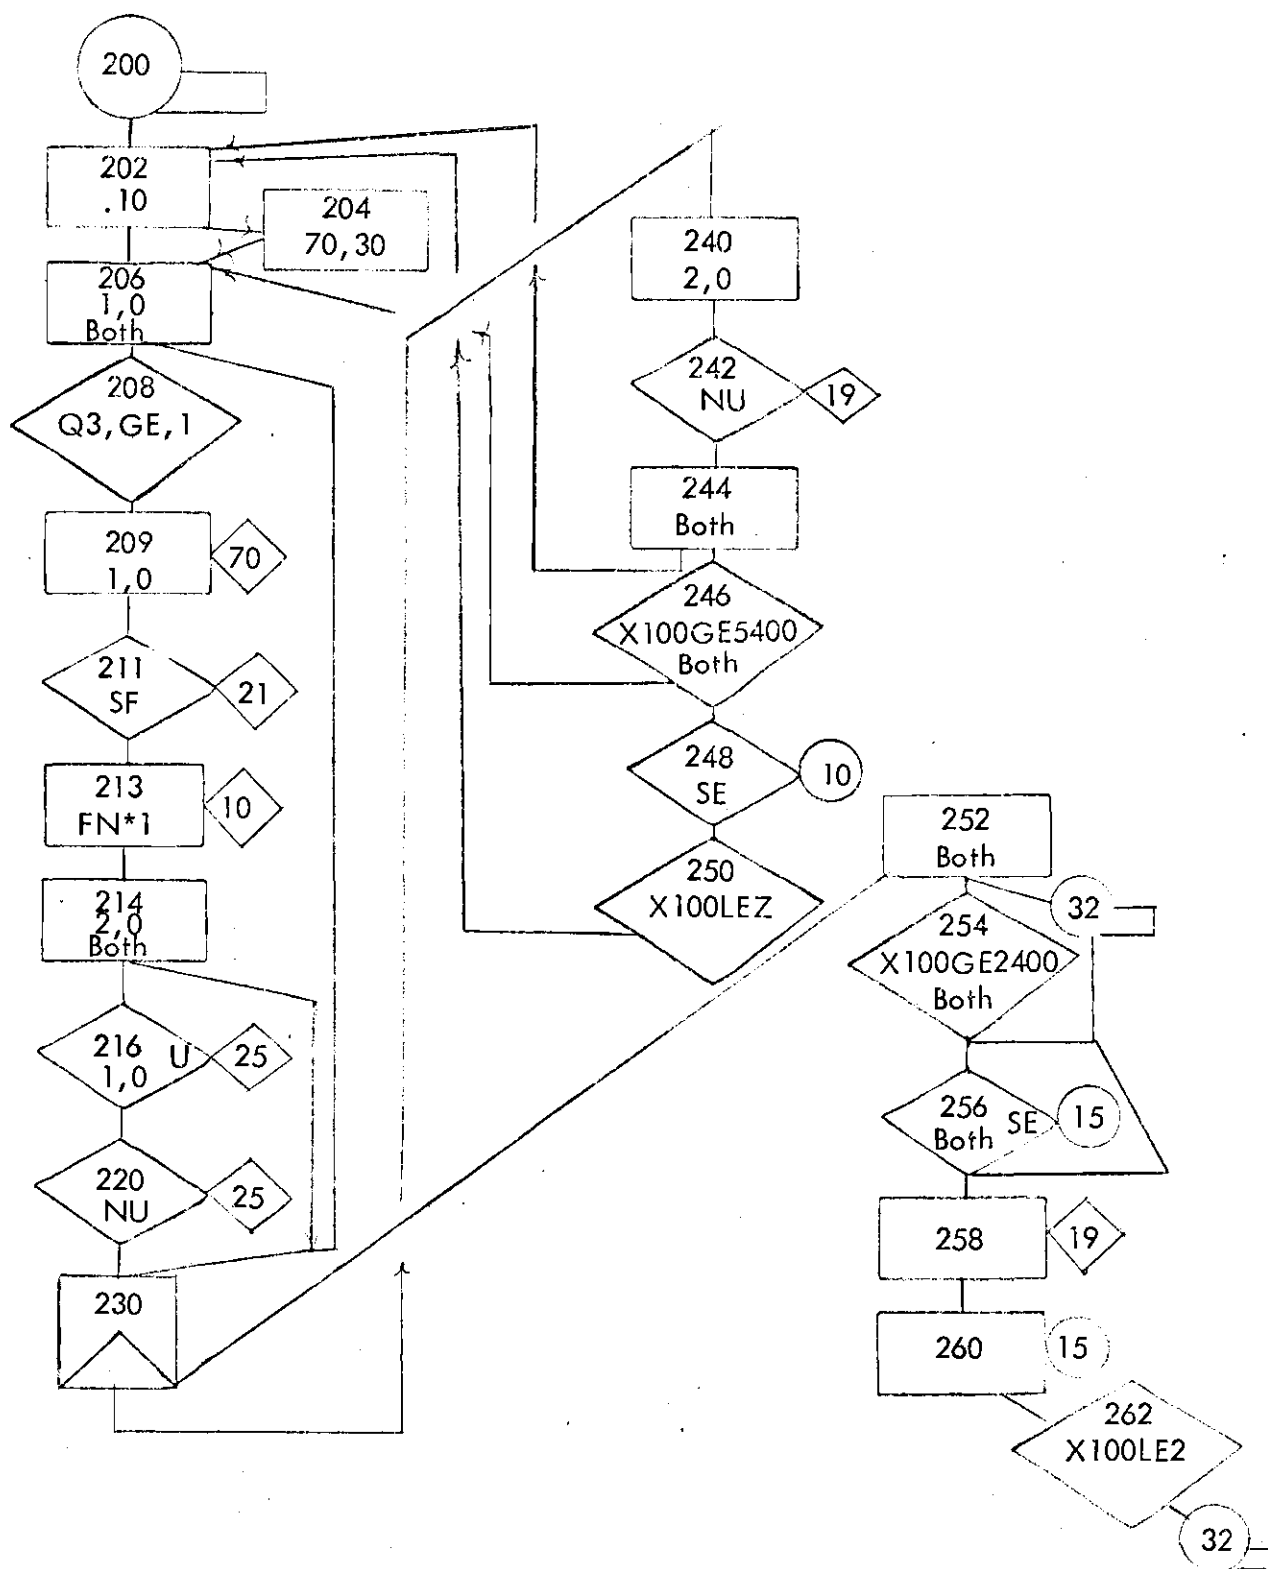 200
202
.10
204
70,30
206
1,0
Both
208
Q3,GE,1
209
1,0
70
211
SF
21
213
FN*1
10
214
2,0
Both
216 U
1,0
25
220
NU
25
230
240
2,0
242
NU
19
244
Both
246
X100GE5400
Both
248
SE
10
250
X100LEZ
252
Both
32
254
X100GE2400
Both
256 SE
Both
15
258
19
260
15
262
X100LE2
32